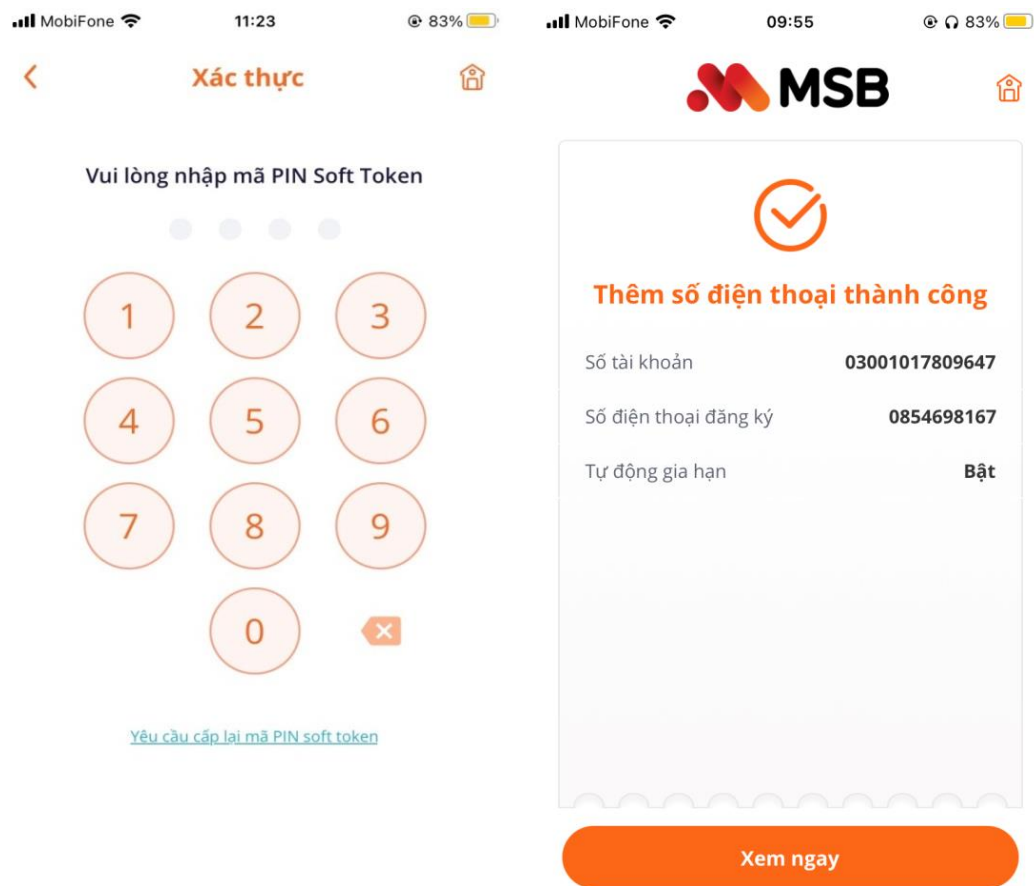 MobiFone 11:23 83%
Xác thực
Vui lòng nhập mã PIN Soft Token
1 2 3
4 5 6
7 8 9
0
Yêu cầu cấp lại mã PIN soft token
MobiFone 09:55 83%
MSB
Thêm số điện thoại thành công
Số tài khoản 03001017809647
Số điện thoại đăng ký 0854698167
Tự động gia hạn Bật
Xem ngay